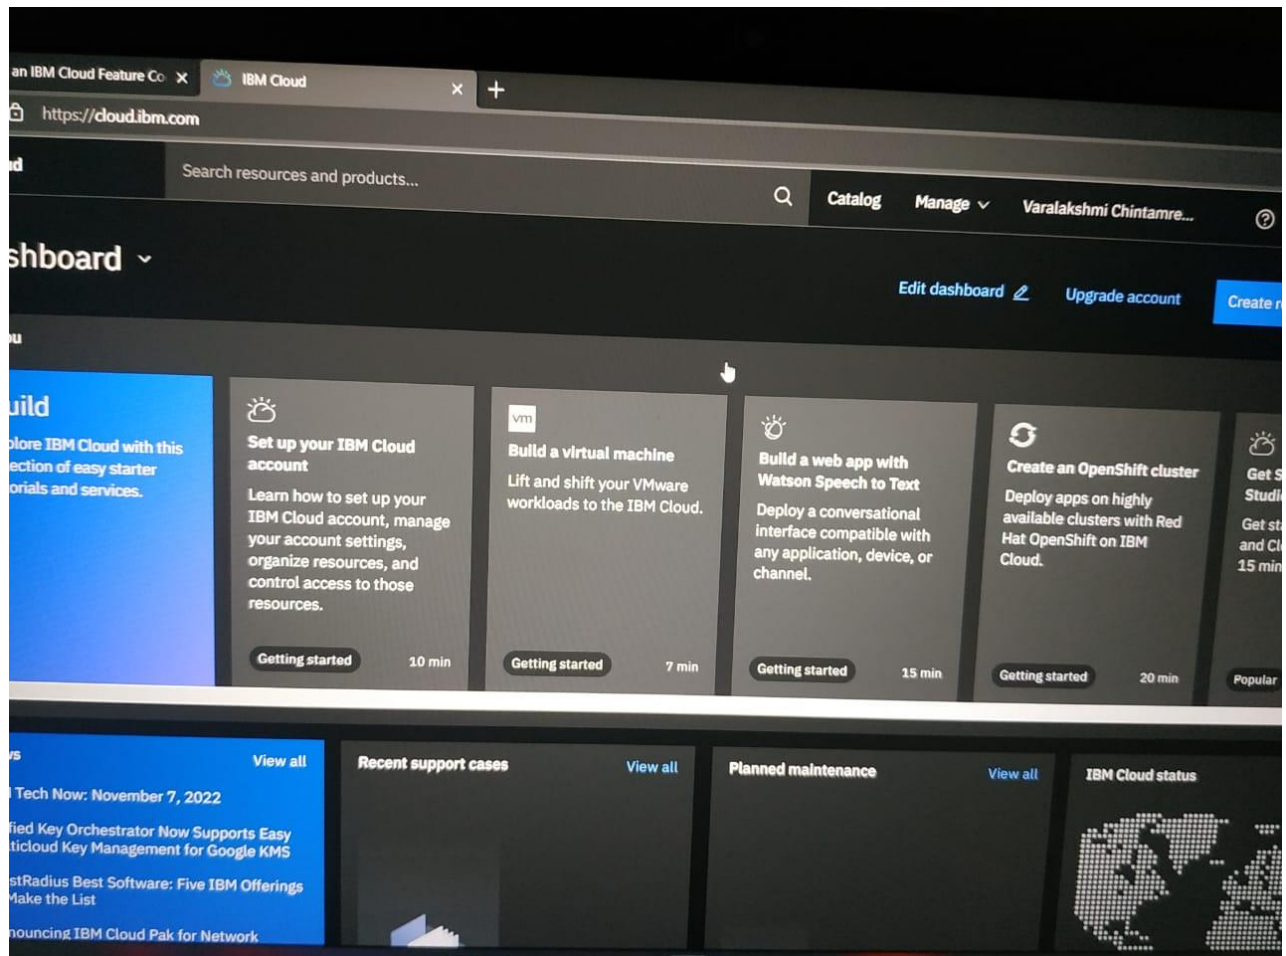 an IBM Cloud Feature Co
IBM Cloud
https://cloud.ibm.com
Search resources and products...
Catalog
Manage
Varalakshmi Chintamre...
shboard
Edit dashboard
Upgrade account
Create r
ou
uild
plore IBM Cloud with this
ection of easy starter
orials and services.
Set up your IBM Cloud
account
Learn how to set up your
IBM Cloud account, manage
your account settings,
organize resources, and
control access to those
resources.
Getting started
10 min
vm
Build a virtual machine
Lift and shift your VMware
workloads to the IBM Cloud.
Getting started
7 min
Build a web app with
Watson Speech to Text
Deploy a conversational
interface compatible with
any application, device, or
channel.
Getting started
15 min
Create an OpenShift cluster
Deploy apps on highly
available clusters with Red
Hat OpenShift on IBM
Cloud.
Getting started
20 min
Get S
Studi
Get sta
and Cl
15 min
Popular
vs
View all
Tech Now: November 7, 2022
fied Key Orchestrator Now Supports Easy
ticloud Key Management for Google KMS
stRadius Best Software: Five IBM Offerings
Make the List
nouncing IBM Cloud Pak for Network
Recent support cases
View all
Planned maintenance
View all
IBM Cloud status